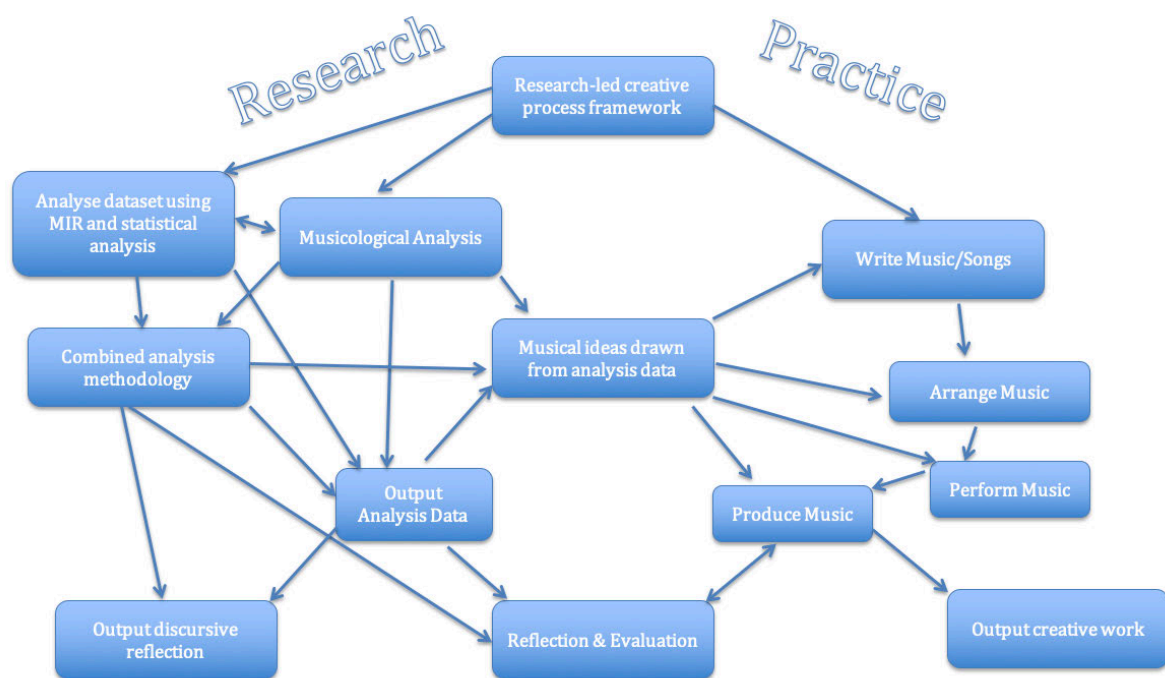 Research
Practice
Research-led creative
process framework
Analyse dataset using
MIR and statistical
analysis
Musicological Analysis
Write Music/Songs
Combined analysis
methodology
Musical ideas drawn
from analysis data
Arrange Music
Output
Analysis Data
Perform Music
Produce Music
Output discursive
reflection
Reflection & Evaluation
Output creative work